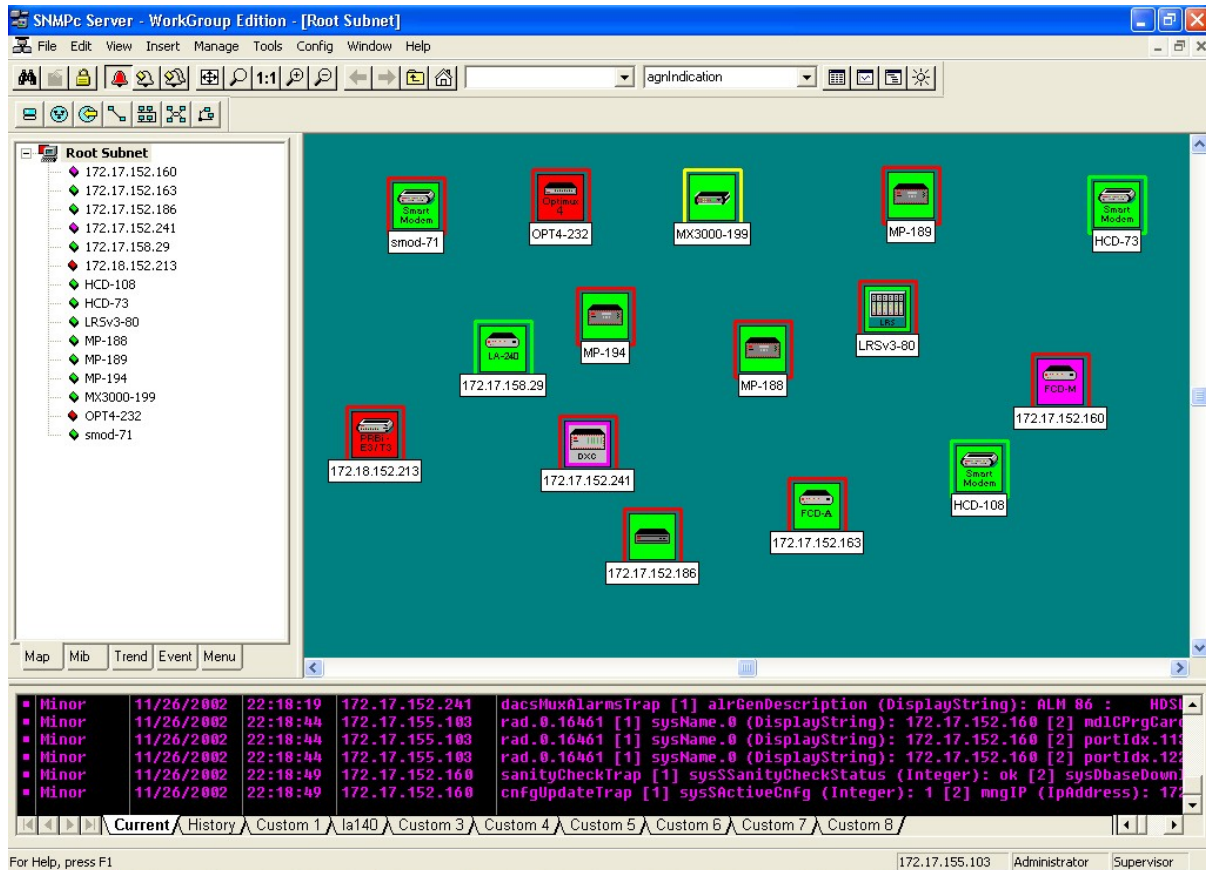 SNMPc Server - WorkGroup Edition - [Root Subnet]
File Edit View Insert Manage Tools Config Window Help
1:1 agnIndication
Root Subnet
172.17.152.160
172.17.152.163
172.17.152.186
172.17.152.241
172.17.158.29
172.18.152.213
HCD-108
HCD-73
LRSv3-80
MP-188
MP-189
MP-194
MX3000-199
OPT4-232
smod-71
Map Mib Trend Event Menu
Smart Modem
smod-71
Optimux 4
OPT4-232
MX3000-199
MP-189
Smart Modem
HCD-73
LA-240
172.17.158.29
MP-194
MP-188
LRS
LRSv3-80
FCD-M
172.17.152.160
PRBi - E3/T3
172.18.152.213
DXC
172.17.152.241
Smart Modem
HCD-108
FCD-A
172.17.152.163
172.17.152.186
Minor 11/26/2002 22:18:19 172.17.152.241 dacsMuxAlarmsTrap [1] alrGenDescription (DisplayString): ALM 86 : HDSL
Minor 11/26/2002 22:18:44 172.17.155.103 rad.0.16461 [1] sysName.0 (DisplayString): 172.17.152.160 [2] mdlCPrgCard
Minor 11/26/2002 22:18:44 172.17.155.103 rad.0.16461 [1] sysName.0 (DisplayString): 172.17.152.160 [2] portIdx.113
Minor 11/26/2002 22:18:44 172.17.155.103 rad.0.16461 [1] sysName.0 (DisplayString): 172.17.152.160 [2] portIdx.122
Minor 11/26/2002 22:18:49 172.17.152.160 sanityCheckTrap [1] sysSSanityCheckStatus (Integer): ok [2] sysDbaseDownl
Minor 11/26/2002 22:18:49 172.17.152.160 cnfgUpdateTrap [1] sysSActiveCnfg (Integer): 1 [2] mngIP (IpAddress): 172
Current History Custom 1 la140 Custom 3 Custom 4 Custom 5 Custom 6 Custom 7 Custom 8
For Help, press F1 172.17.155.103 Administrator Supervisor